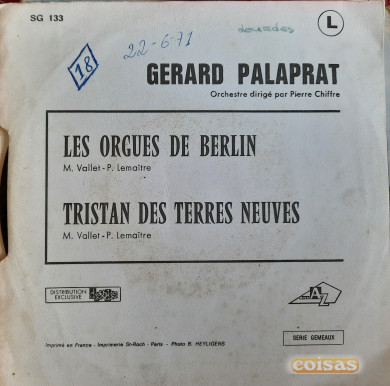 SG 133
L
18
22-6-71
GERARD PALAPRAT
Orchestre dirigé par Pierre Chiffre
LES ORGUES DE BERLIN
M. Vallet - P. Lemaître
TRISTAN DES TERRES NEUVES
M. Vallet - P. Lemaître
DISTRIBUTION
EXCLUSIVE
AZ
Imprimé en France - Imprimerie St-Roch - Paris - Photo B. HEYLIGERS
SERIE GEMEAUX
coisas